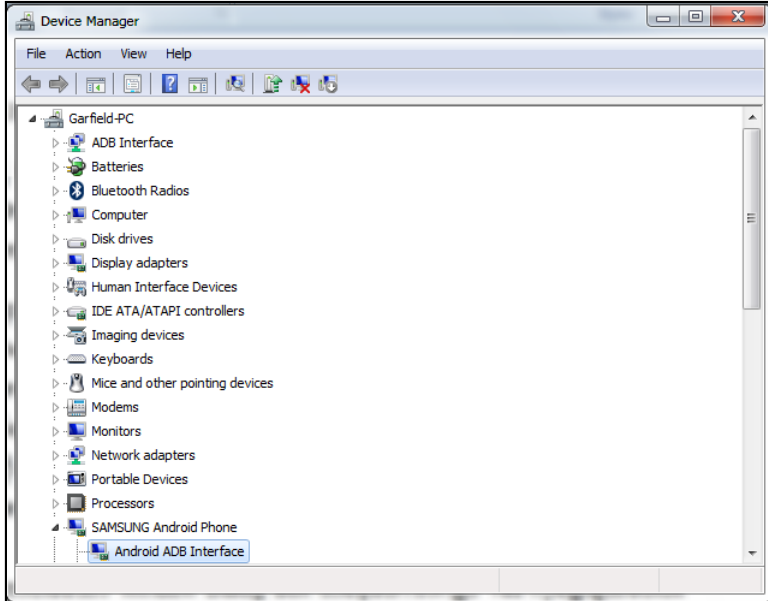 Device Manager
File Action View Help
Garfield-PC
ADB Interface
Batteries
Bluetooth Radios
Computer
Disk drives
Display adapters
Human Interface Devices
IDE ATA/ATAPI controllers
Imaging devices
Keyboards
Mice and other pointing devices
Modems
Monitors
Network adapters
Portable Devices
Processors
SAMSUNG Android Phone
Android ADB Interface